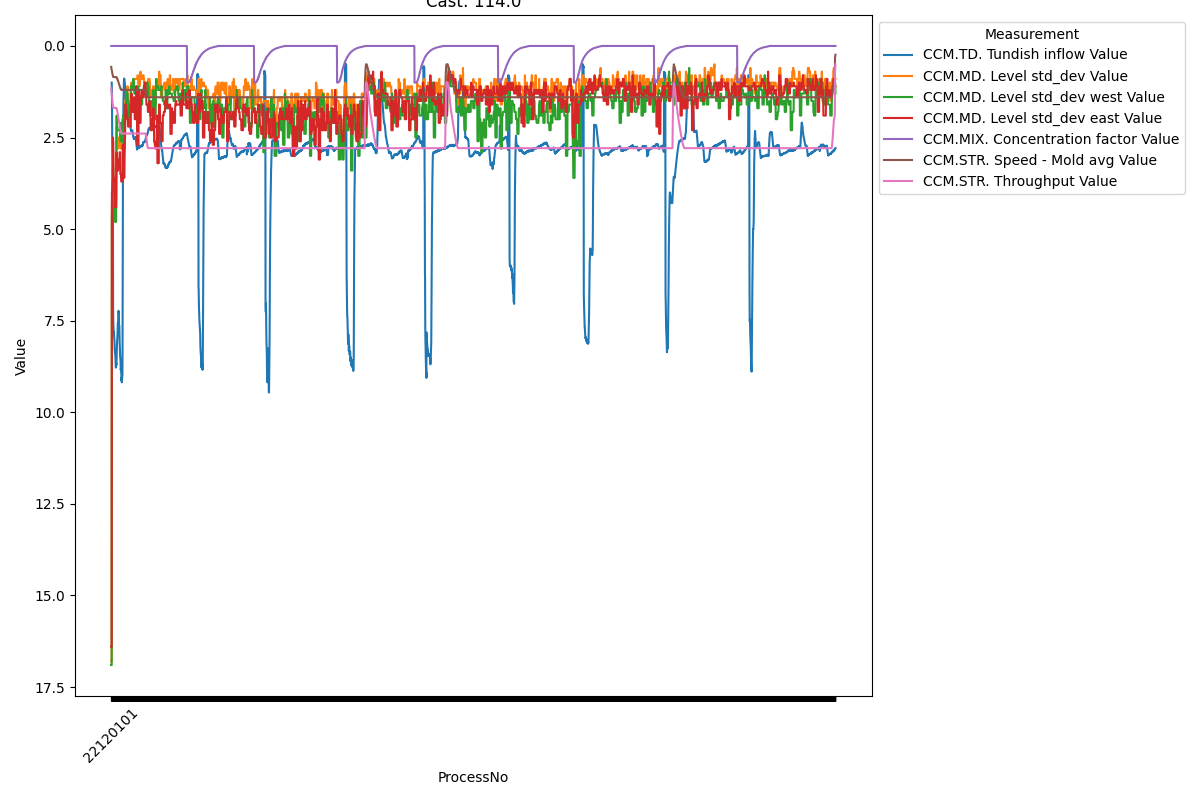 Cast: 114.0
Measurement
CCM.TD. Tundish inflow Value
CCM.MD. Level std_dev Value
CCM.MD. Level std_dev west Value
CCM.MD. Level std_dev east Value
CCM.MIX. Concentration factor Value
CCM.STR. Speed - Mold avg Value
CCM.STR. Throughput Value
0.0
2.5
5.0
7.5
10.0
12.5
15.0
17.5
Value
22120101
ProcessNo